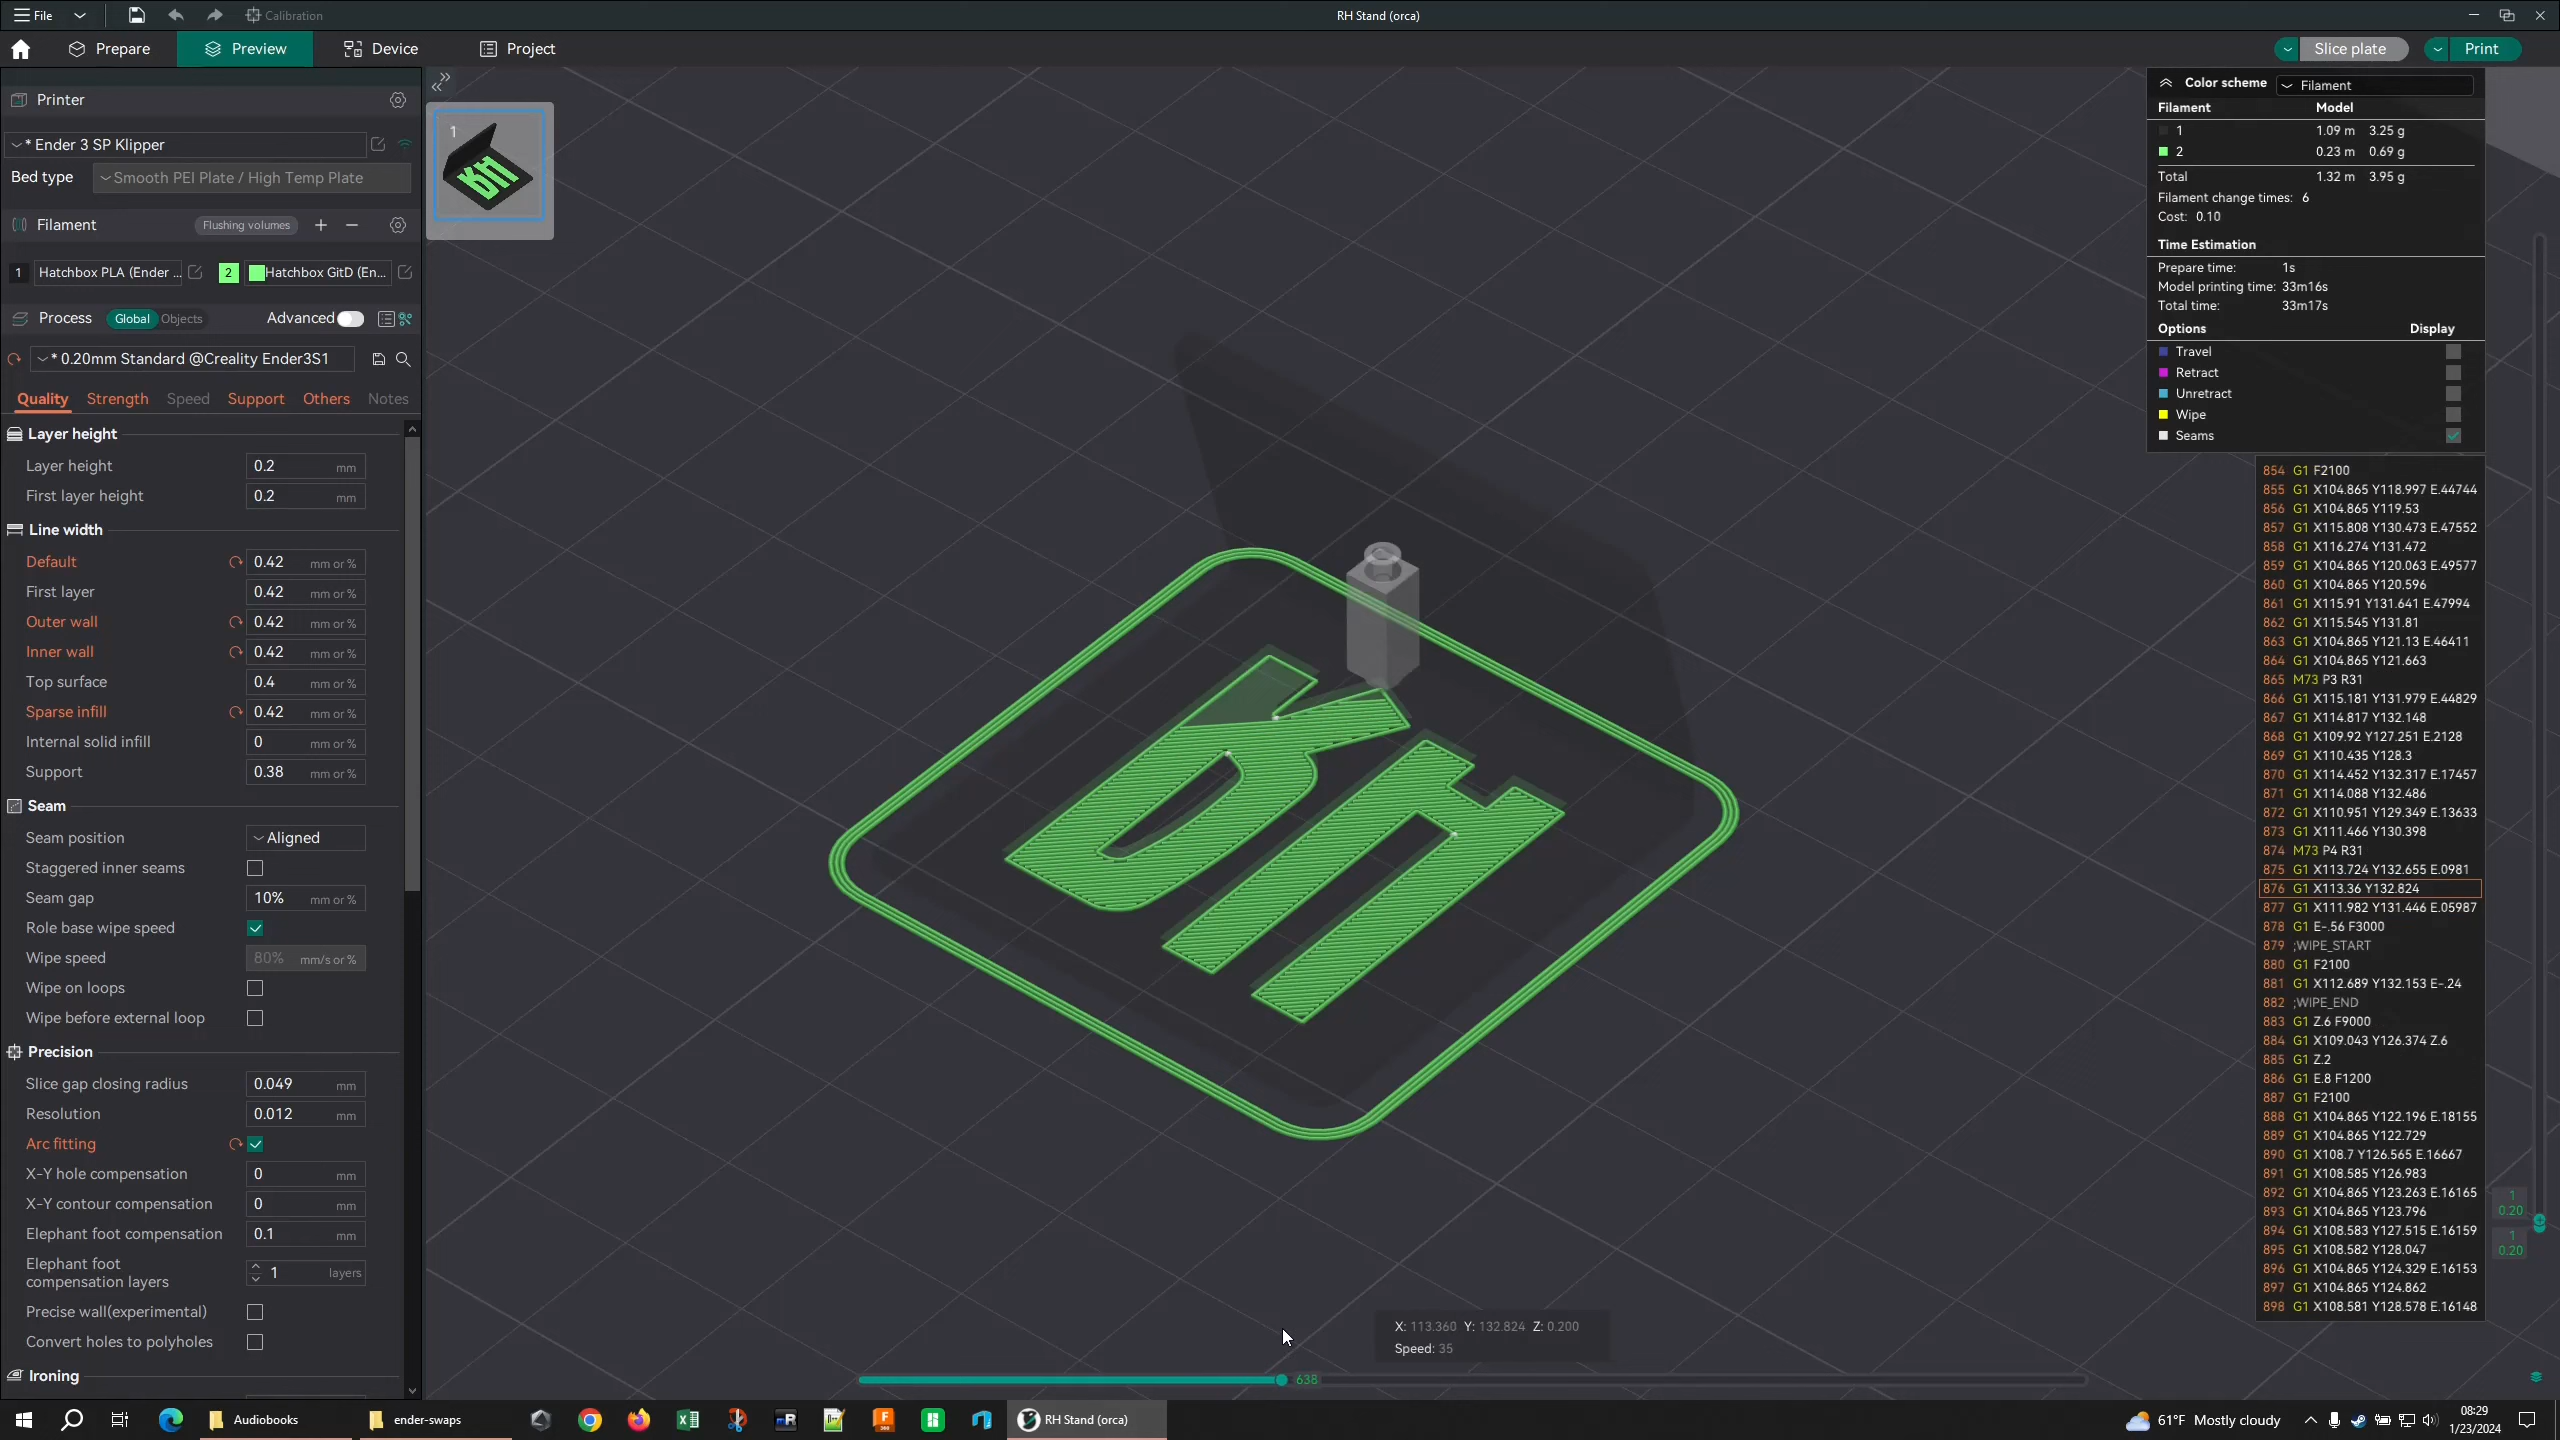 File
Calibration
RH Stand (orca)
Prepare
Preview
Device
Project
Slice plate
Print
Printer
* Ender 3 SP Klipper
Bed type
Smooth PEI Plate / High Temp Plate
Filament
Flushing volumes
1
Hatchbox PLA (Ender ...
2
Hatchbox GitD (En...
Process
Global
Objects
Advanced
* 0.20mm Standard @Creality Ender3S1
Quality
Strength
Speed
Support
Others
Notes
Layer height
Layer height 0.2 mm
First layer height 0.2 mm
Line width
Default 0.42 mm or %
First layer 0.42 mm or %
Outer wall 0.42 mm or %
Inner wall 0.42 mm or %
Top surface 0.4 mm or %
Sparse infill 0.42 mm or %
Internal solid infill 0 mm or %
Support 0.38 mm or %
Seam
Seam position Aligned
Staggered inner seams
Seam gap 10% mm or %
Role base wipe speed
Wipe speed 80% mm/s or %
Wipe on loops
Wipe before external loop
Precision
Slice gap closing radius 0.049 mm
Resolution 0.012 mm
Arc fitting
X-Y hole compensation 0 mm
X-Y contour compensation 0 mm
Elephant foot compensation 0.1 mm
Elephant foot
compensation layers 1 layers
Precise wall(experimental)
Convert holes to polyholes
Ironing
1
RH
RH
Color scheme Filament
Filament Model
1 1.09 m 3.25 g
2 0.23 m 0.69 g
Total 1.32 m 3.95 g
Filament change times: 6
Cost: 0.10
Time Estimation
Prepare time: 1s
Model printing time: 33m16s
Total time: 33m17s
Options Display
Travel
Retract
Unretract
Wipe
Seams
854 G1 F2100
855 G1 X104.865 Y118.997 E.44744
856 G1 X104.865 Y119.53
857 G1 X115.808 Y130.473 E.47552
858 G1 X116.274 Y131.472
859 G1 X104.865 Y120.063 E.49577
860 G1 X104.865 Y120.596
861 G1 X115.91 Y131.641 E.47994
862 G1 X115.545 Y131.81
863 G1 X104.865 Y121.13 E.46411
864 G1 X104.865 Y121.663
865 M73 P3 R31
866 G1 X115.181 Y131.979 E.44829
867 G1 X114.817 Y132.148
868 G1 X109.92 Y127.251 E.2128
869 G1 X110.435 Y128.3
870 G1 X114.452 Y132.317 E.17457
871 G1 X114.088 Y132.486
872 G1 X110.951 Y129.349 E.13633
873 G1 X111.466 Y130.398
874 M73 P4 R31
875 G1 X113.724 Y132.655 E.0981
876 G1 X113.36 Y132.824
877 G1 X111.982 Y131.446 E.05987
878 G1 E-.56 F3000
879 ;WIPE_START
880 G1 F2100
881 G1 X112.689 Y132.153 E-.24
882 ;WIPE_END
883 G1 Z.6 F9000
884 G1 X109.043 Y126.374 Z.6
885 G1 Z.2
886 G1 E.8 F1200
887 G1 F2100
888 G1 X104.865 Y122.196 E.18155
889 G1 X104.865 Y122.729
890 G1 X108.7 Y126.565 E.16667
891 G1 X108.585 Y126.983
892 G1 X104.865 Y123.263 E.16165
893 G1 X104.865 Y123.796
894 G1 X108.583 Y127.515 E.16159
895 G1 X108.582 Y128.047
896 G1 X104.865 Y124.329 E.16153
897 G1 X104.865 Y124.862
898 G1 X108.581 Y128.578 E.16148
1
0.20
1
0.20
X: 113.360 Y: 132.824 Z: 0.200
Speed: 35
638
Audiobooks
ender-swaps
RH Stand (orca)
61°F Mostly cloudy
08:29
1/23/2024